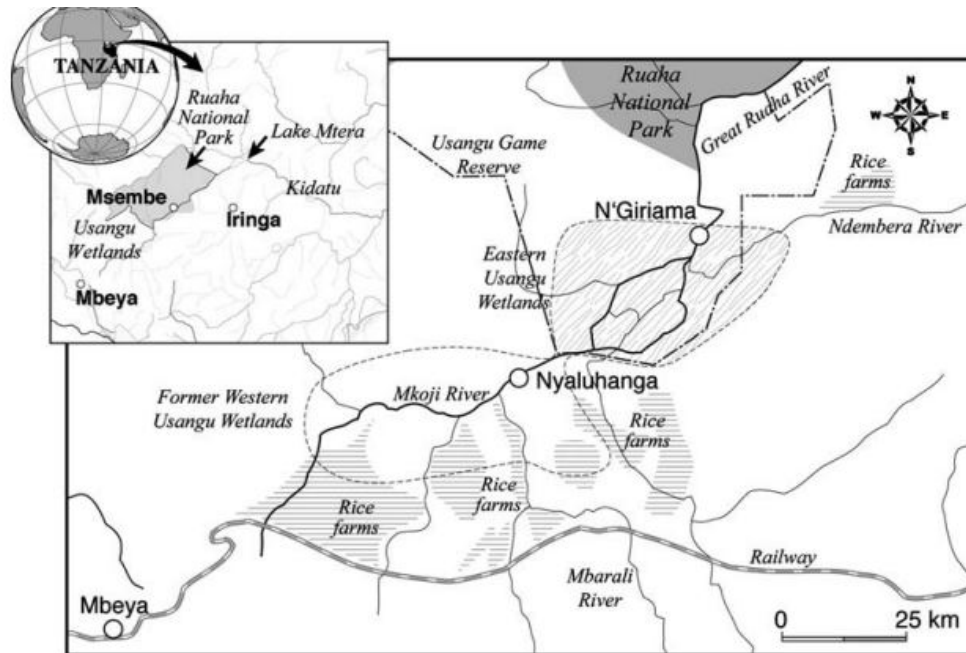 TANZANIA
Ruaha
National
Park
Lake Mtera
Kidatu
Msembe
Iringa
Usangu
Wetlands
Mbeya
Ruaha
National
Park
Great Rudha River
N
W
E
S
Usangu Game
Reserve
Rice
farms
N'Giriama
Ndembera River
Eastern
Usangu
Wetlands
Nyaluhanga
Former Western
Usangu Wetlands
Mkoji River
Rice
farms
Rice
farms
Rice
farms
Railway
Mbarali
River
Mbeya
0
25 km